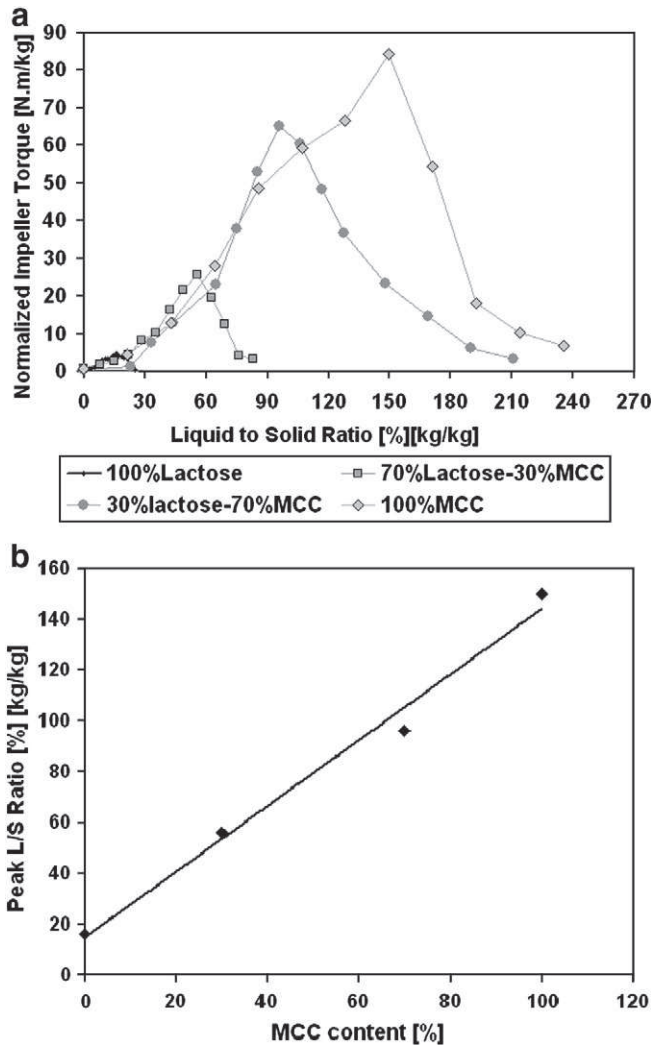 a
Normalized Impeller Torque [N.m/kg]
90
80
70
60
50
40
30
20
10
0
0 30 60 90 120 150 180 210 240 270
Liquid to Solid Ratio [%][kg/kg]
100%Lactose
70%Lactose-30%MCC
30%lactose-70%MCC
100%MCC
b
Peak L/S Ratio [%] [kg/kg]
160
140
120
100
80
60
40
20
0
0 20 40 60 80 100 120
MCC content [%]